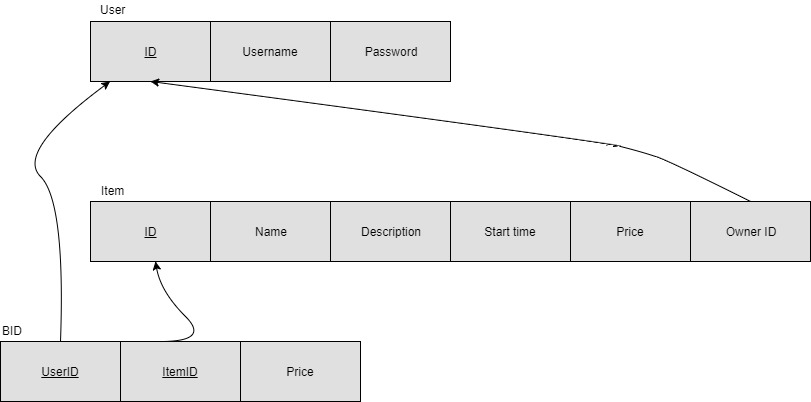 User
ID Username Password
Item
ID Name Description Start time Price Owner ID
BID
UserID ItemID Price